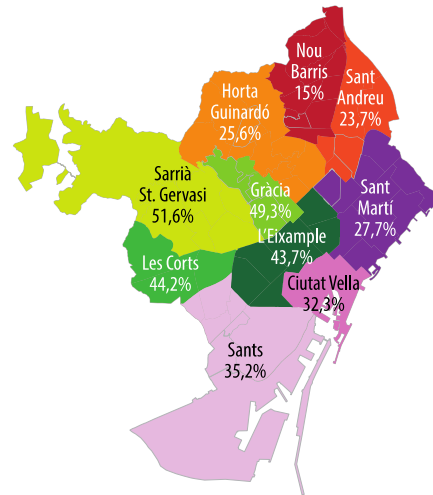 Nou
Barris
15%
Sant
Andreu
23,7%
Horta
Guinardó
25,6%
Sarrià
St. Gervasi
51,6%
Gràcia
49,3%
Sant
Martí
27,7%
L'Eixample
43,7%
Les Corts
44,2%
Ciutat Vella
32,3%
Sants
35,2%